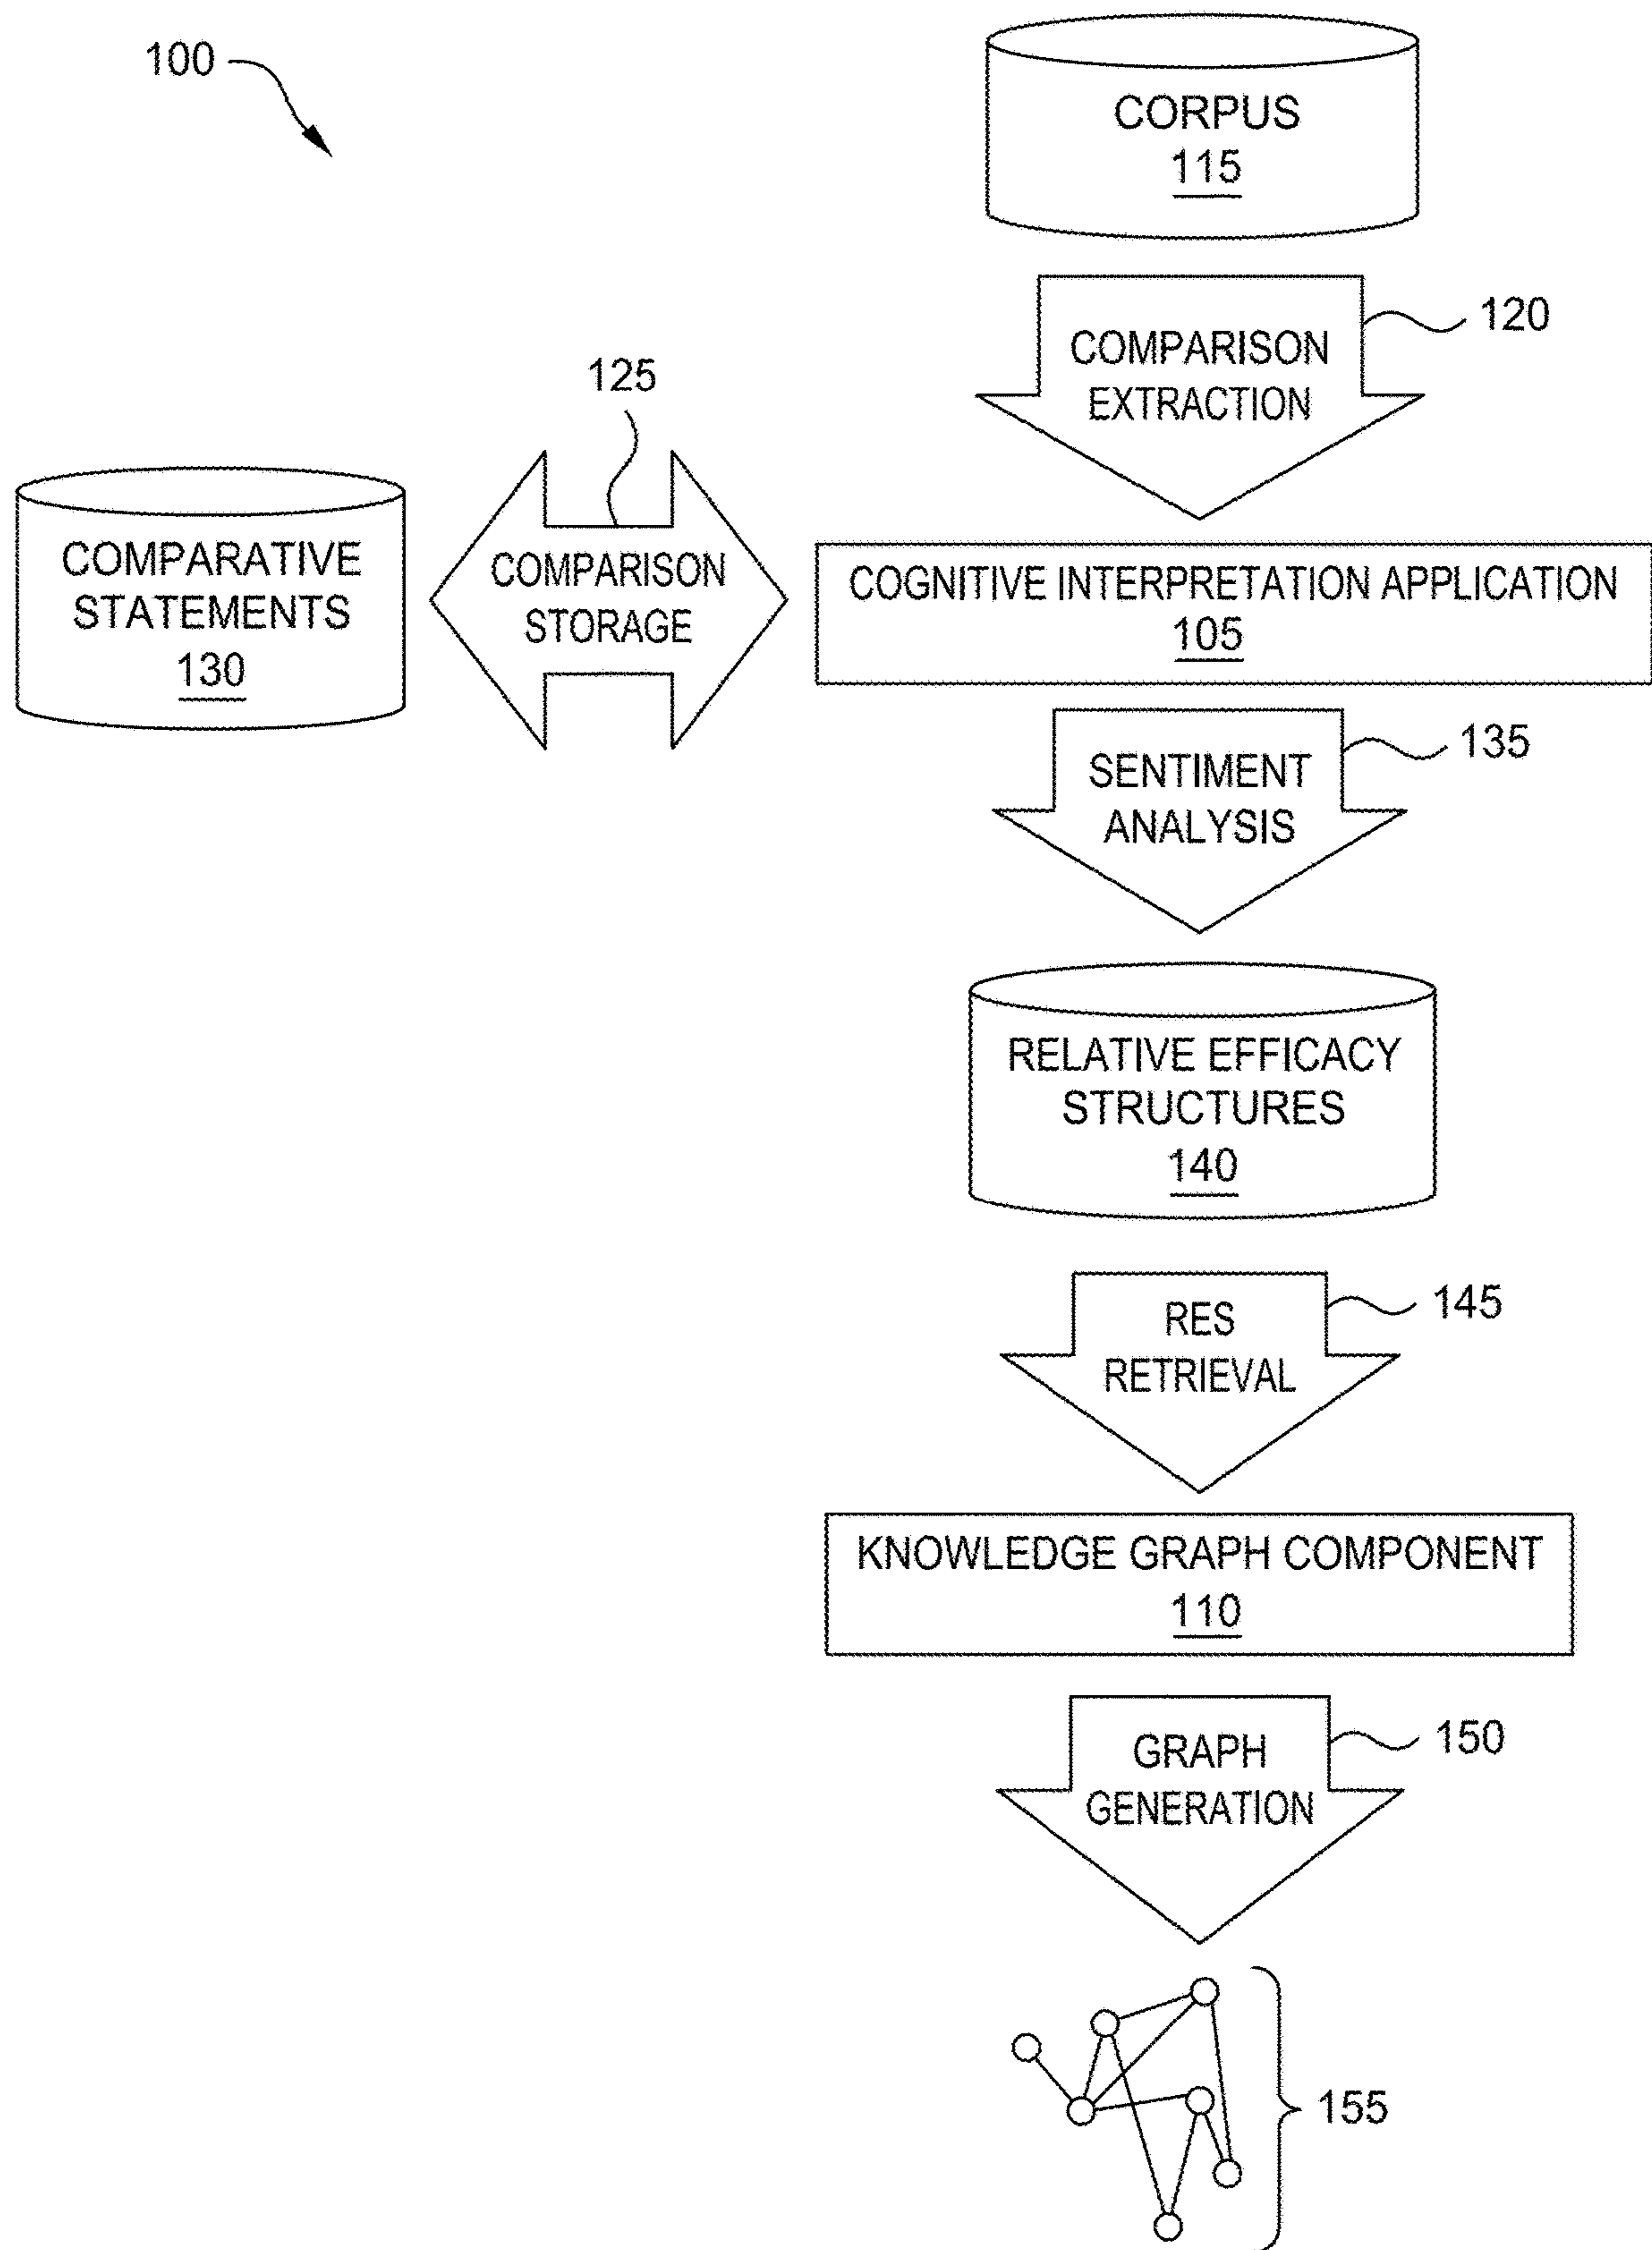 100
CORPUS
115
COMPARISON
EXTRACTION
120
125
COMPARATIVE
STATEMENTS
130
COMPARISON
STORAGE
COGNITIVE INTERPRETATION APPLICATION
105
SENTIMENT
ANALYSIS
135
RELATIVE EFFICACY
STRUCTURES
140
RES
RETRIEVAL
145
KNOWLEDGE GRAPH COMPONENT
110
GRAPH
GENERATION
150
155